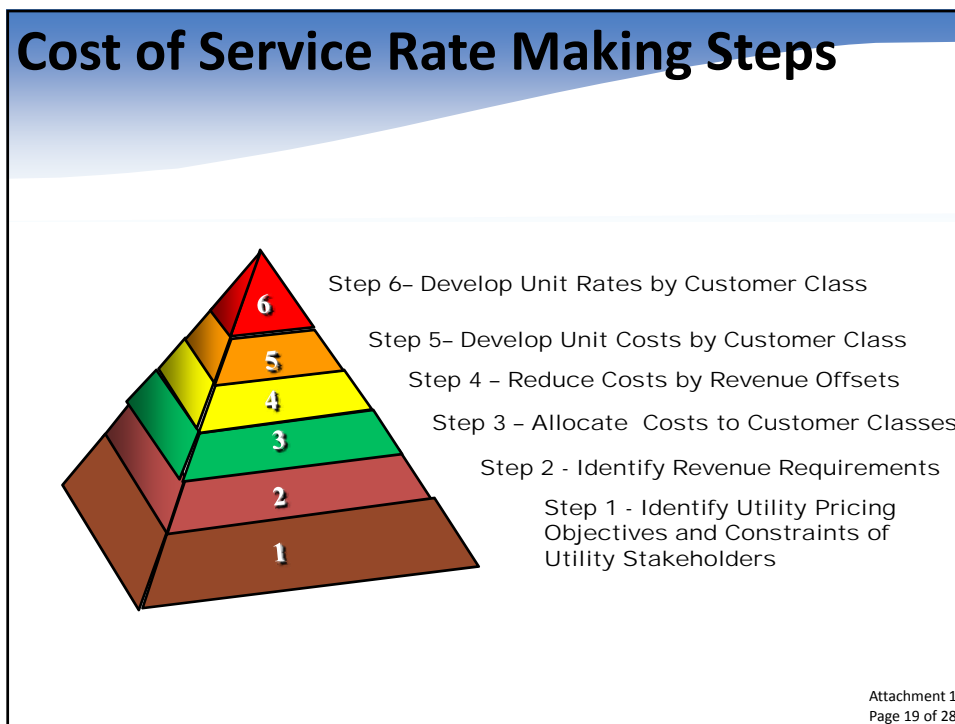 Cost of Service Rate Making Steps
6
Step 6– Develop Unit Rates by Customer Class
5
Step 5– Develop Unit Costs by Customer Class
4
Step 4 – Reduce Costs by Revenue Offsets
3
Step 3 – Allocate Costs to Customer Classes
2
Step 2 - Identify Revenue Requirements
1
Step 1 - Identify Utility Pricing
Objectives and Constraints of
Utility Stakeholders
Attachment 1
Page 19 of 28